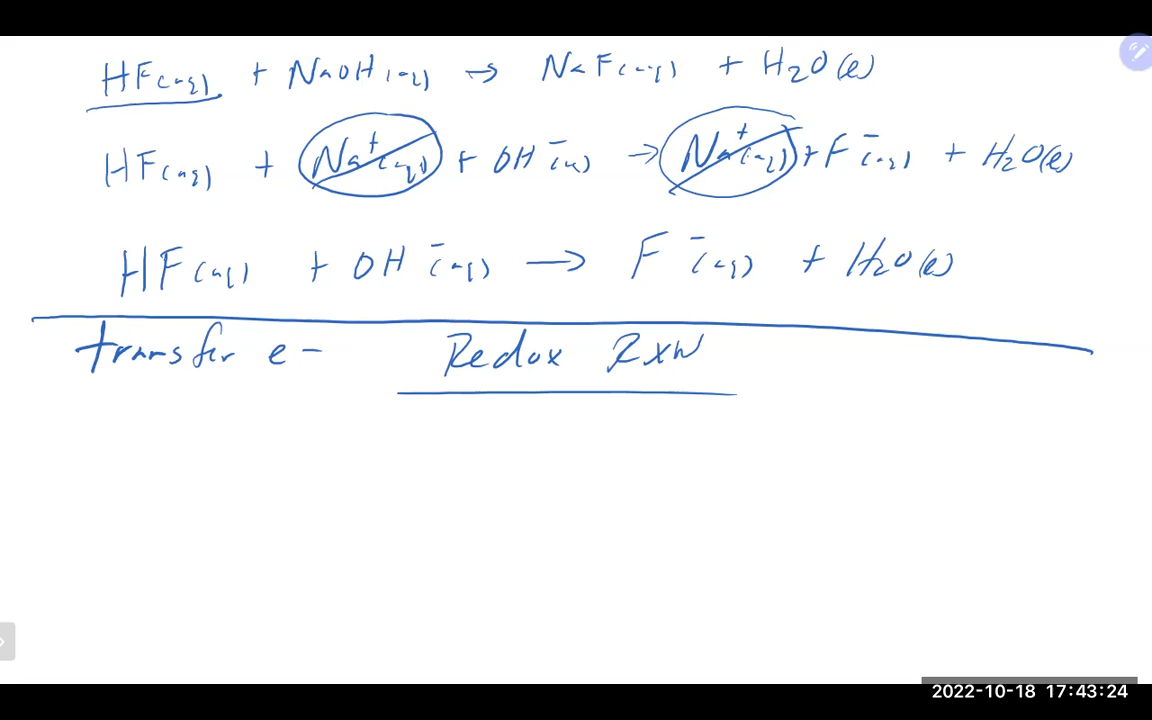 HF(aq) + NaOH(aq) → NaF(aq) + H2O(l)
HF(aq) + Na+(aq) + OH-(aq) → Na+(aq) + F-(aq) + H2O(l)
HF(aq) + OH-(aq) → F-(aq) + H2O(l)
transfer e- Redox RXN
2022-10-18 17:43:24